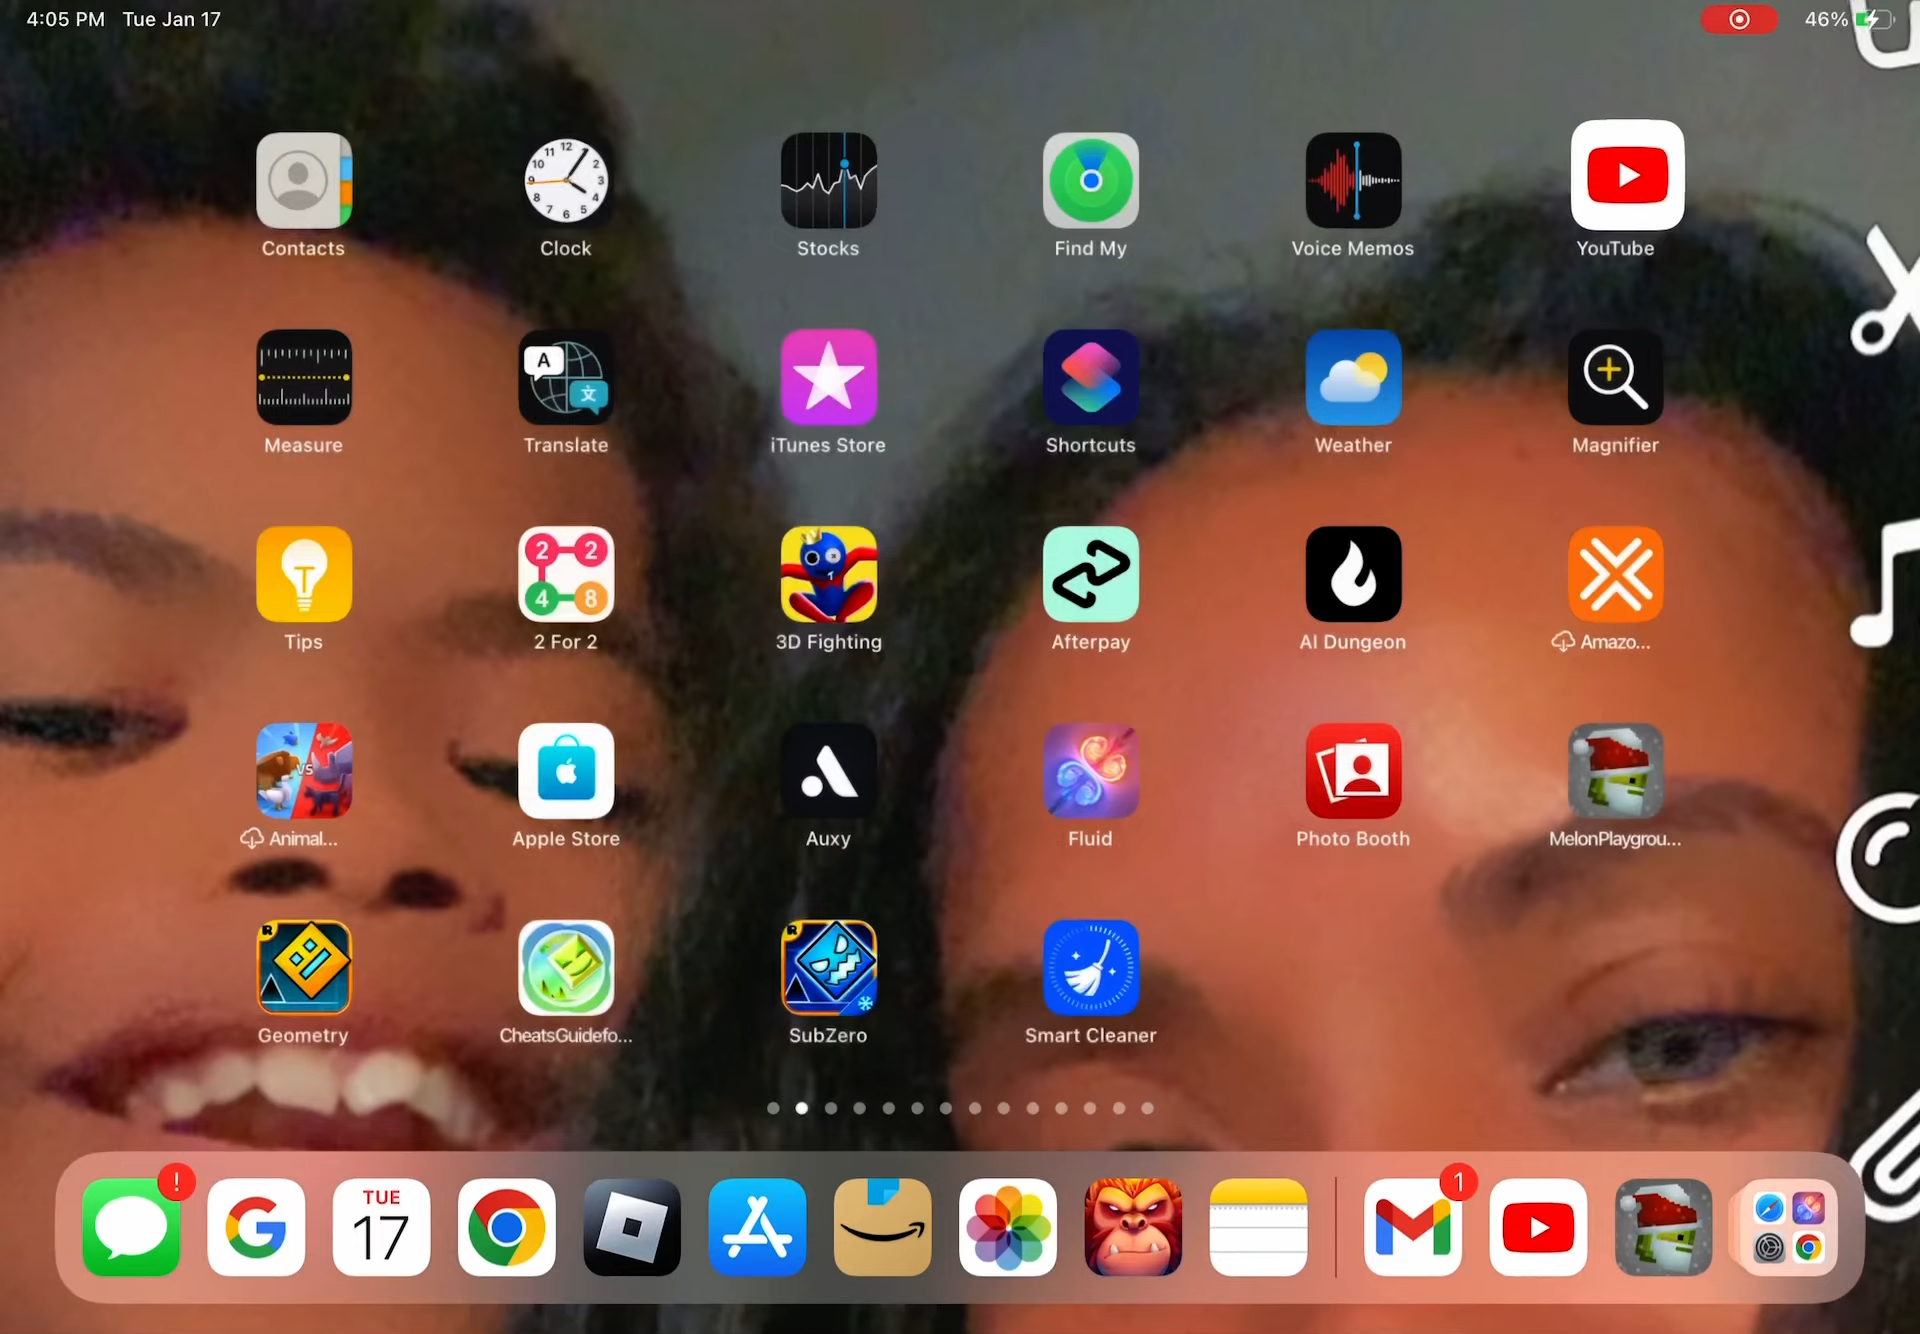 4:05 PM Tue Jan 17
46%
Contacts
Clock
Stocks
Find My
Voice Memos
YouTube
Measure
Translate
iTunes Store
Shortcuts
Weather
Magnifier
Tips
2 For 2
3D Fighting
Afterpay
AI Dungeon
Amazo...
Animal...
Apple Store
Auxy
Fluid
Photo Booth
MelonPlaygrou...
Geometry
CheatsGuidefo...
SubZero
Smart Cleaner
!
TUE
17
1